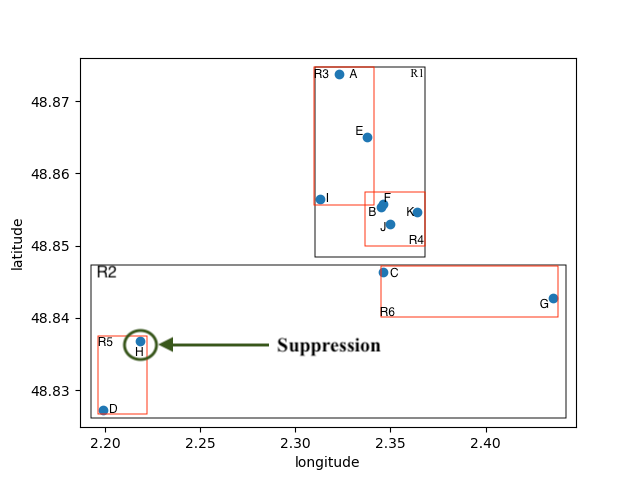 R3 A R1
48.87
E
48.86
I
F
B K
J
48.85
R4
R2
C
G
48.84
R6
R5
H
Suppression
48.83
D
2.20 2.25 2.30 2.35 2.40
longitude
latitude